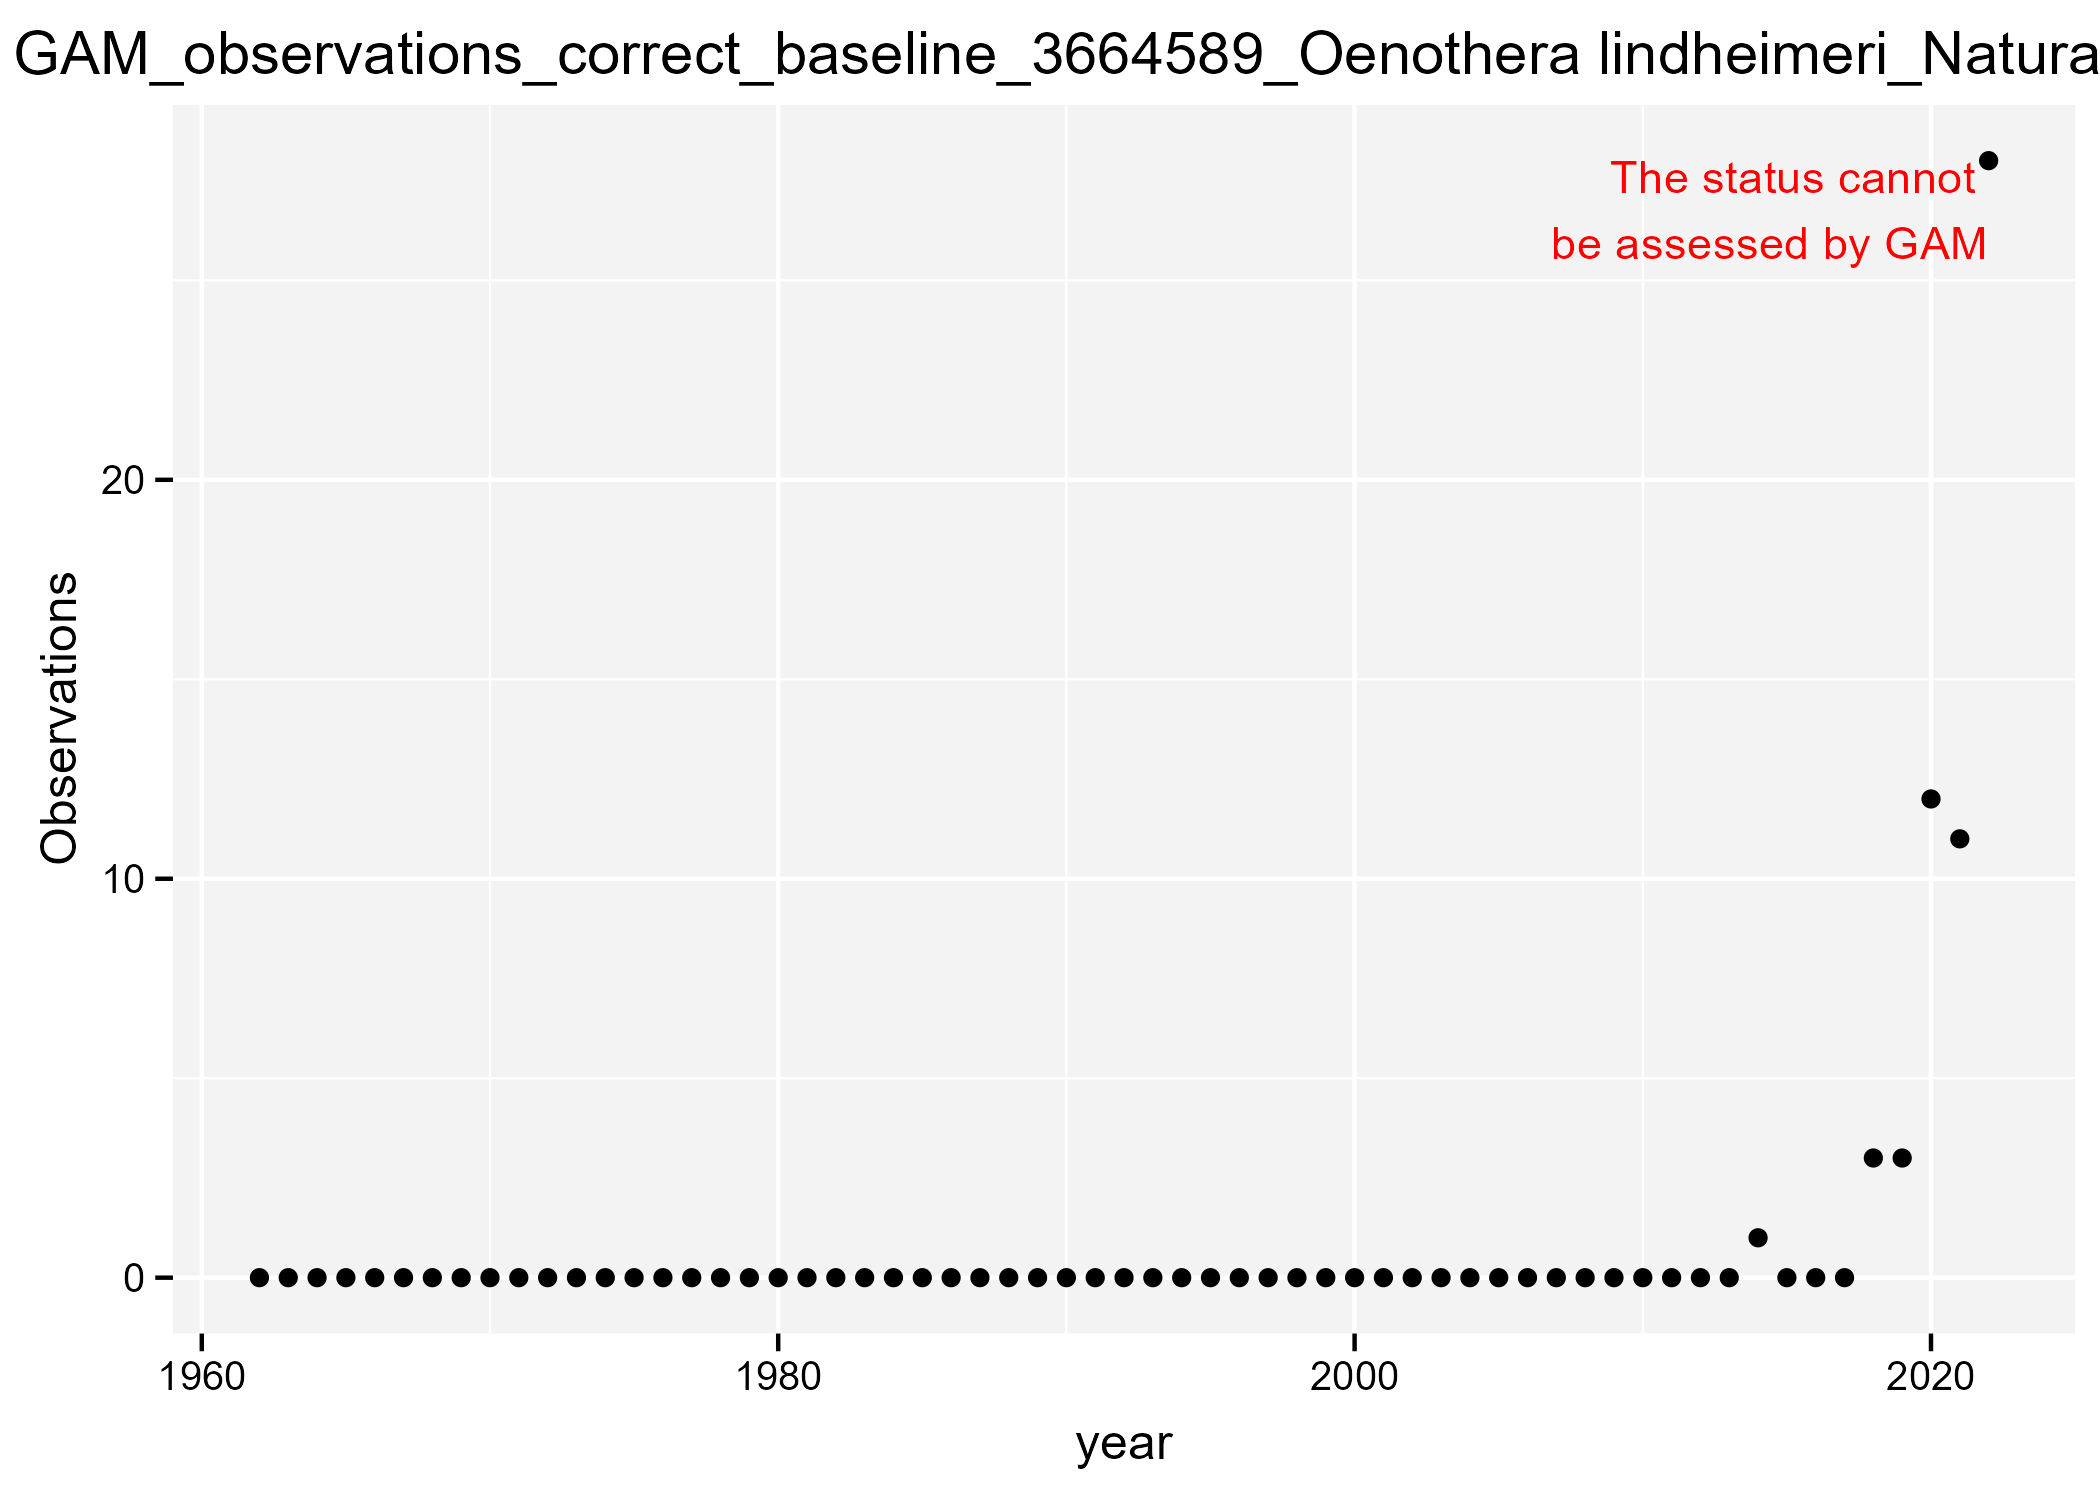 GAM_observations_correct_baseline_3664589_Oenothera lindheimeri_Natura
The status cannot
be assessed by GAM
20
10
0
Observations
1960
1980
2000
2020
year